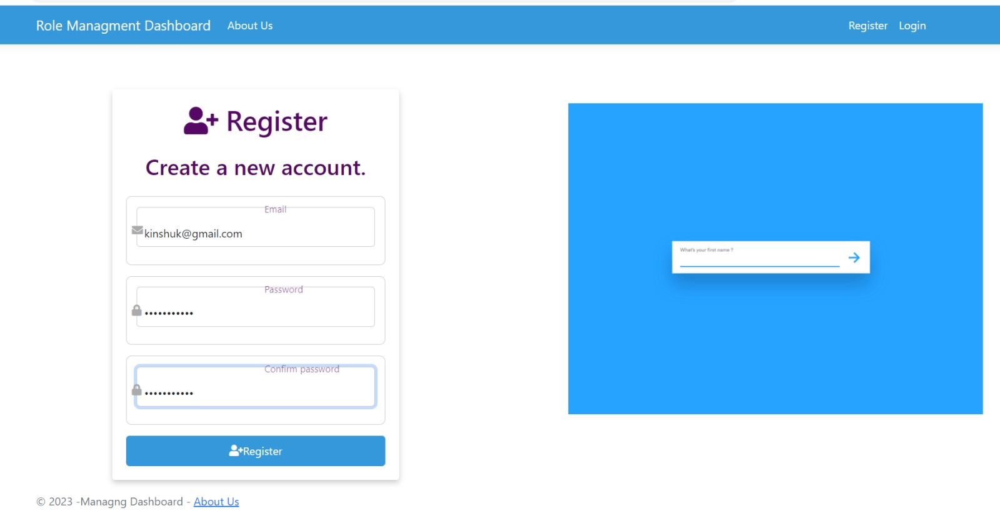 Role Managment Dashboard About Us Register Login
Register
Create a new account.
Email
kinshuk@gmail.com
Password
...........
Confirm password
...........
Register
What's your first name ?
© 2023 -Managng Dashboard - About Us